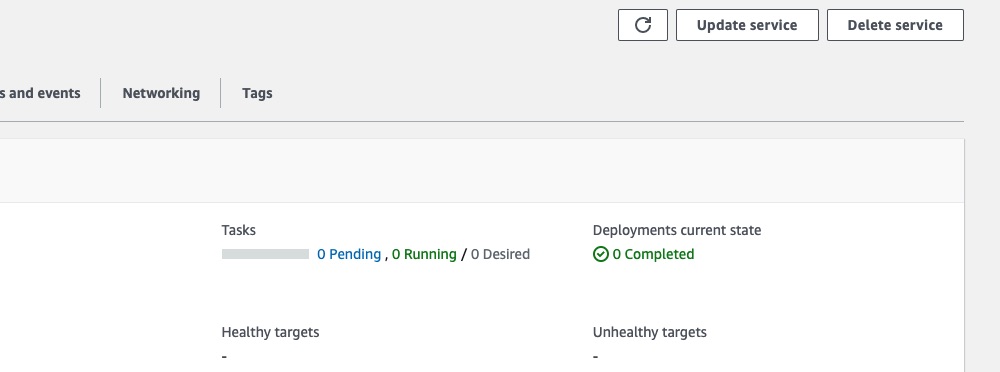 Update service Delete service
s and events Networking Tags
Tasks Deployments current state
0 Pending , 0 Running / 0 Desired 0 Completed
Healthy targets Unhealthy targets
- -